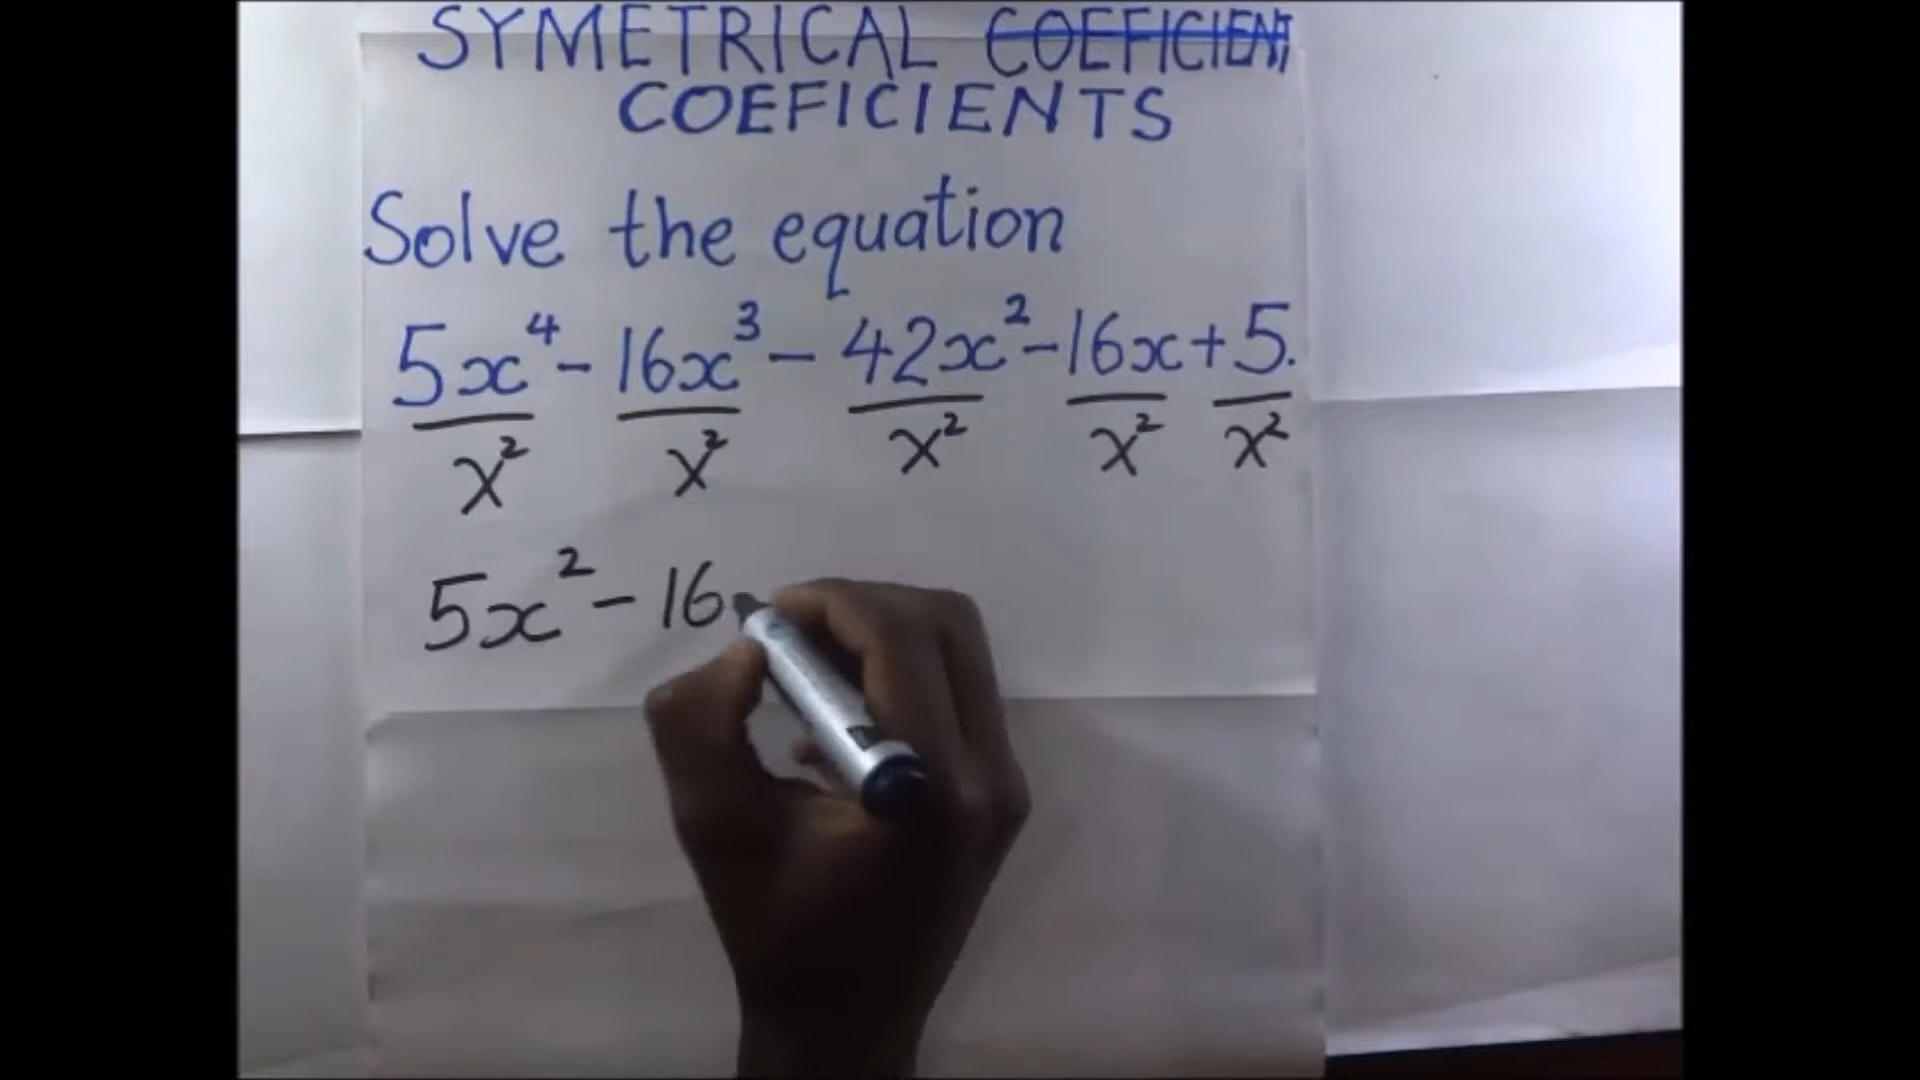 SYMETRICAL COEFICIENT
COEFICIENTS
Solve the equation
5x⁴ - 16x³ - 42x² - 16x + 5.
x² x² x² x² x²
5x² - 16